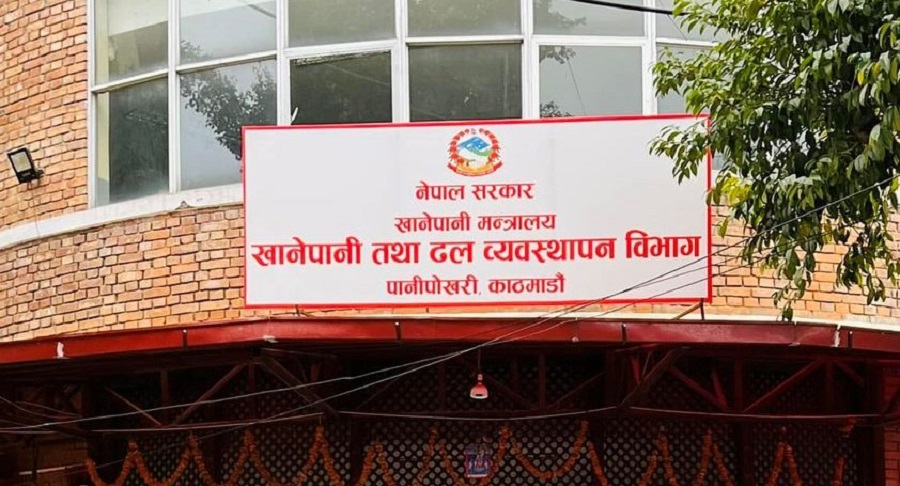 नेपाल सरकार
खानेपानी मन्त्रालय
खानेपानी तथा ढल व्यवस्थापन विभाग
पानीपोखरी, काठमाडौं